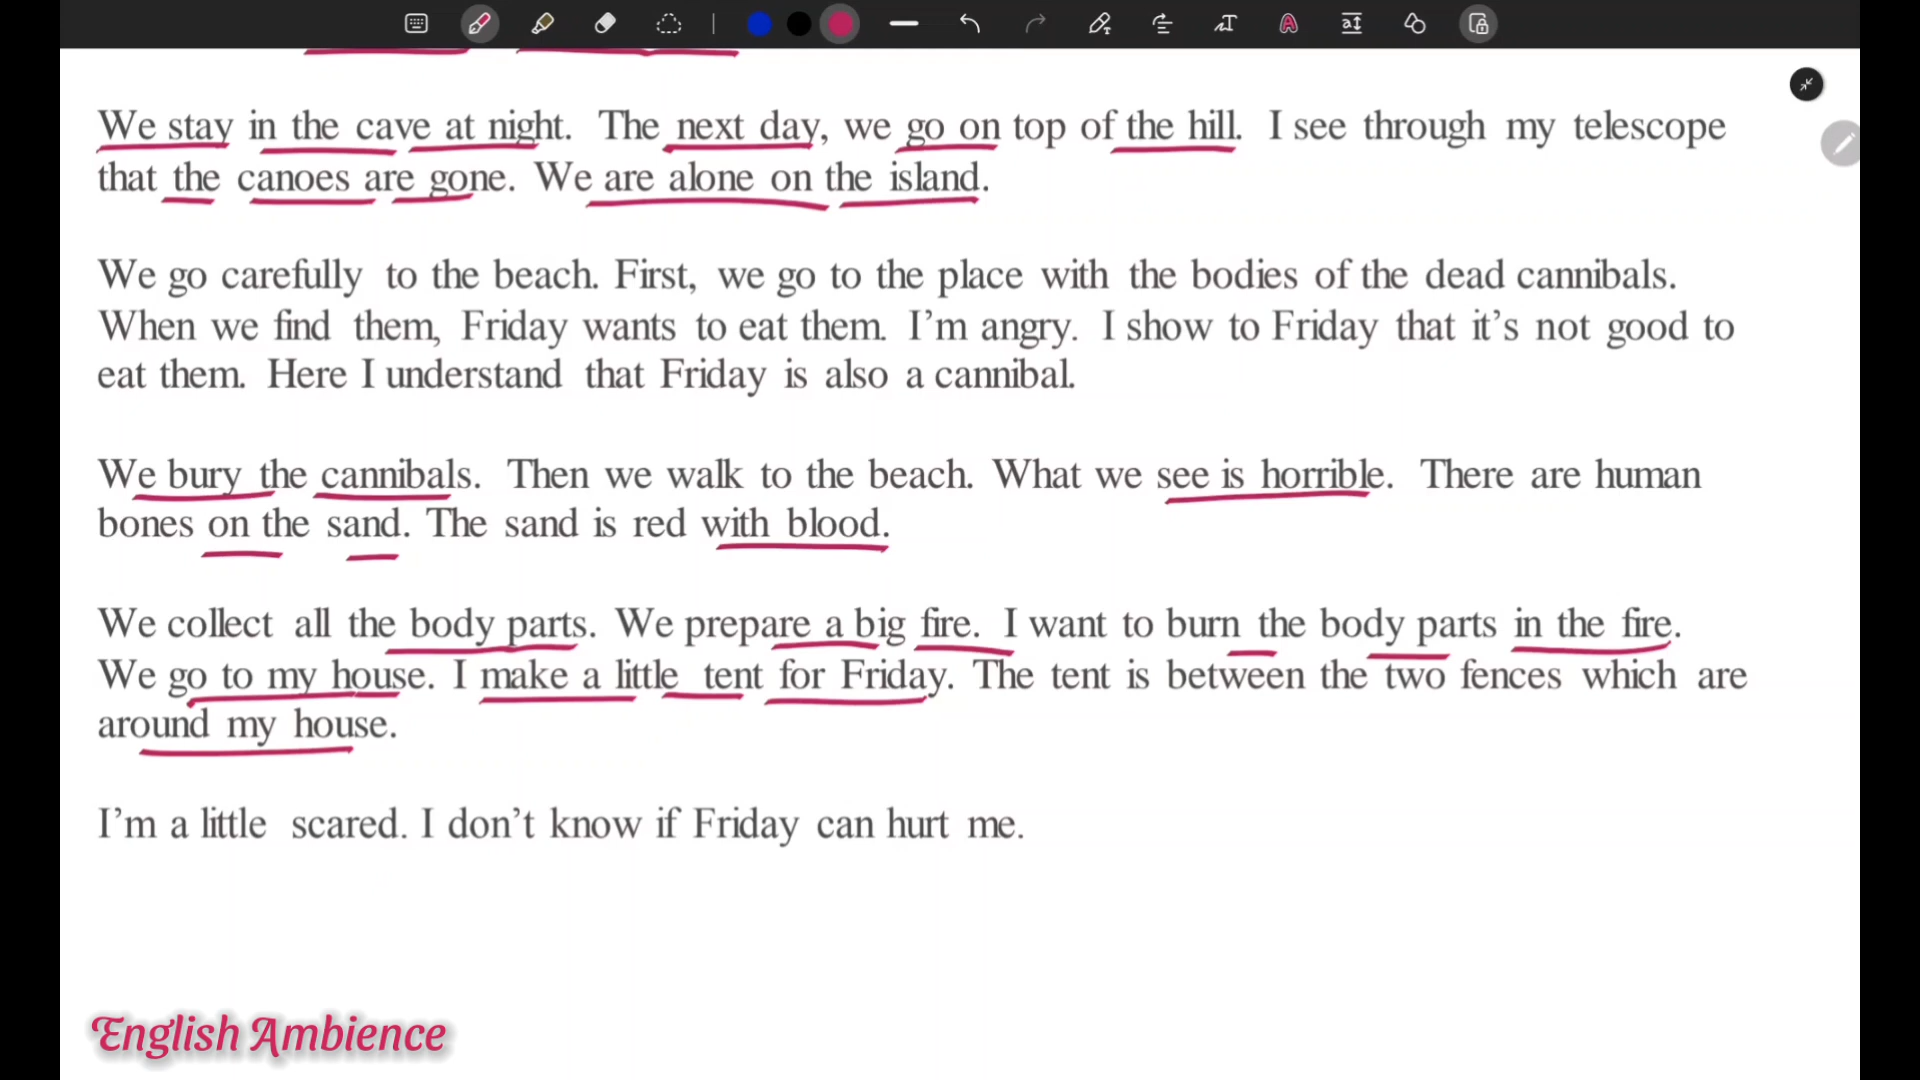 We stay in the cave at night. The next day, we go on top of the hill. I see through my telescope
that the canoes are gone. We are alone on the island.
We go carefully to the beach. First, we go to the place with the bodies of the dead cannibals.
When we find them, Friday wants to eat them. I'm angry. I show to Friday that it's not good to
eat them. Here I understand that Friday is also a cannibal.
We bury the cannibals. Then we walk to the beach. What we see is horrible. There are human
bones on the sand. The sand is red with blood.
We collect all the body parts. We prepare a big fire. I want to burn the body parts in the fire.
We go to my house. I make a little tent for Friday. The tent is between the two fences which are
around my house.
I'm a little scared. I don't know if Friday can hurt me.
English Ambience